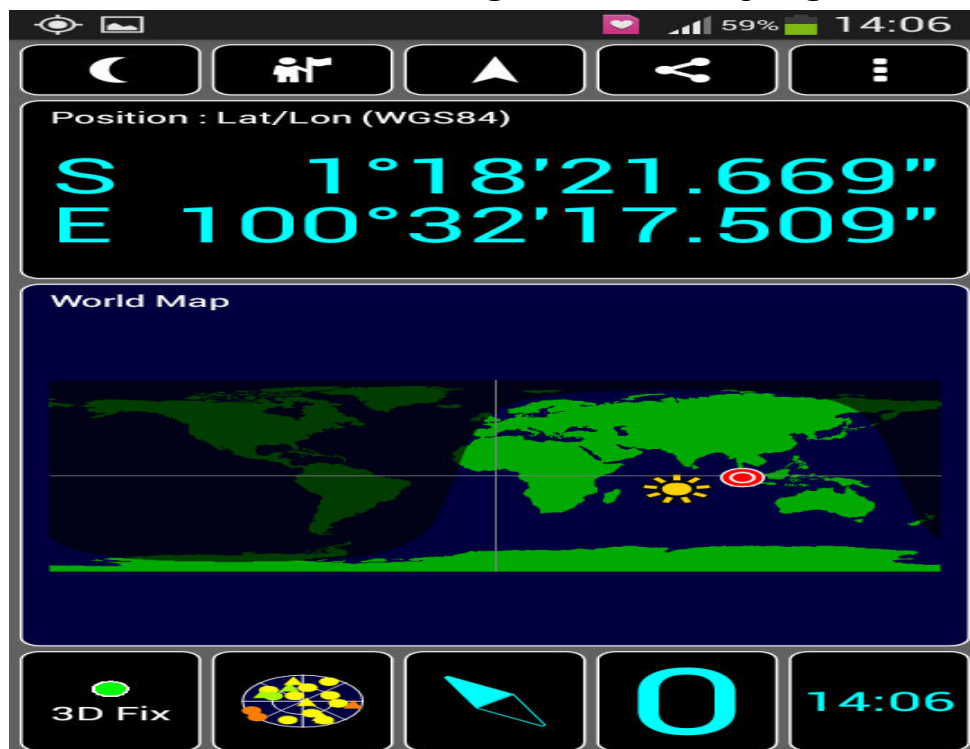 59% 14:06
Position : Lat/Lon (WGS84)
S 1°18'21.669"
E 100°32'17.509"
World Map
3D Fix
0
14:06